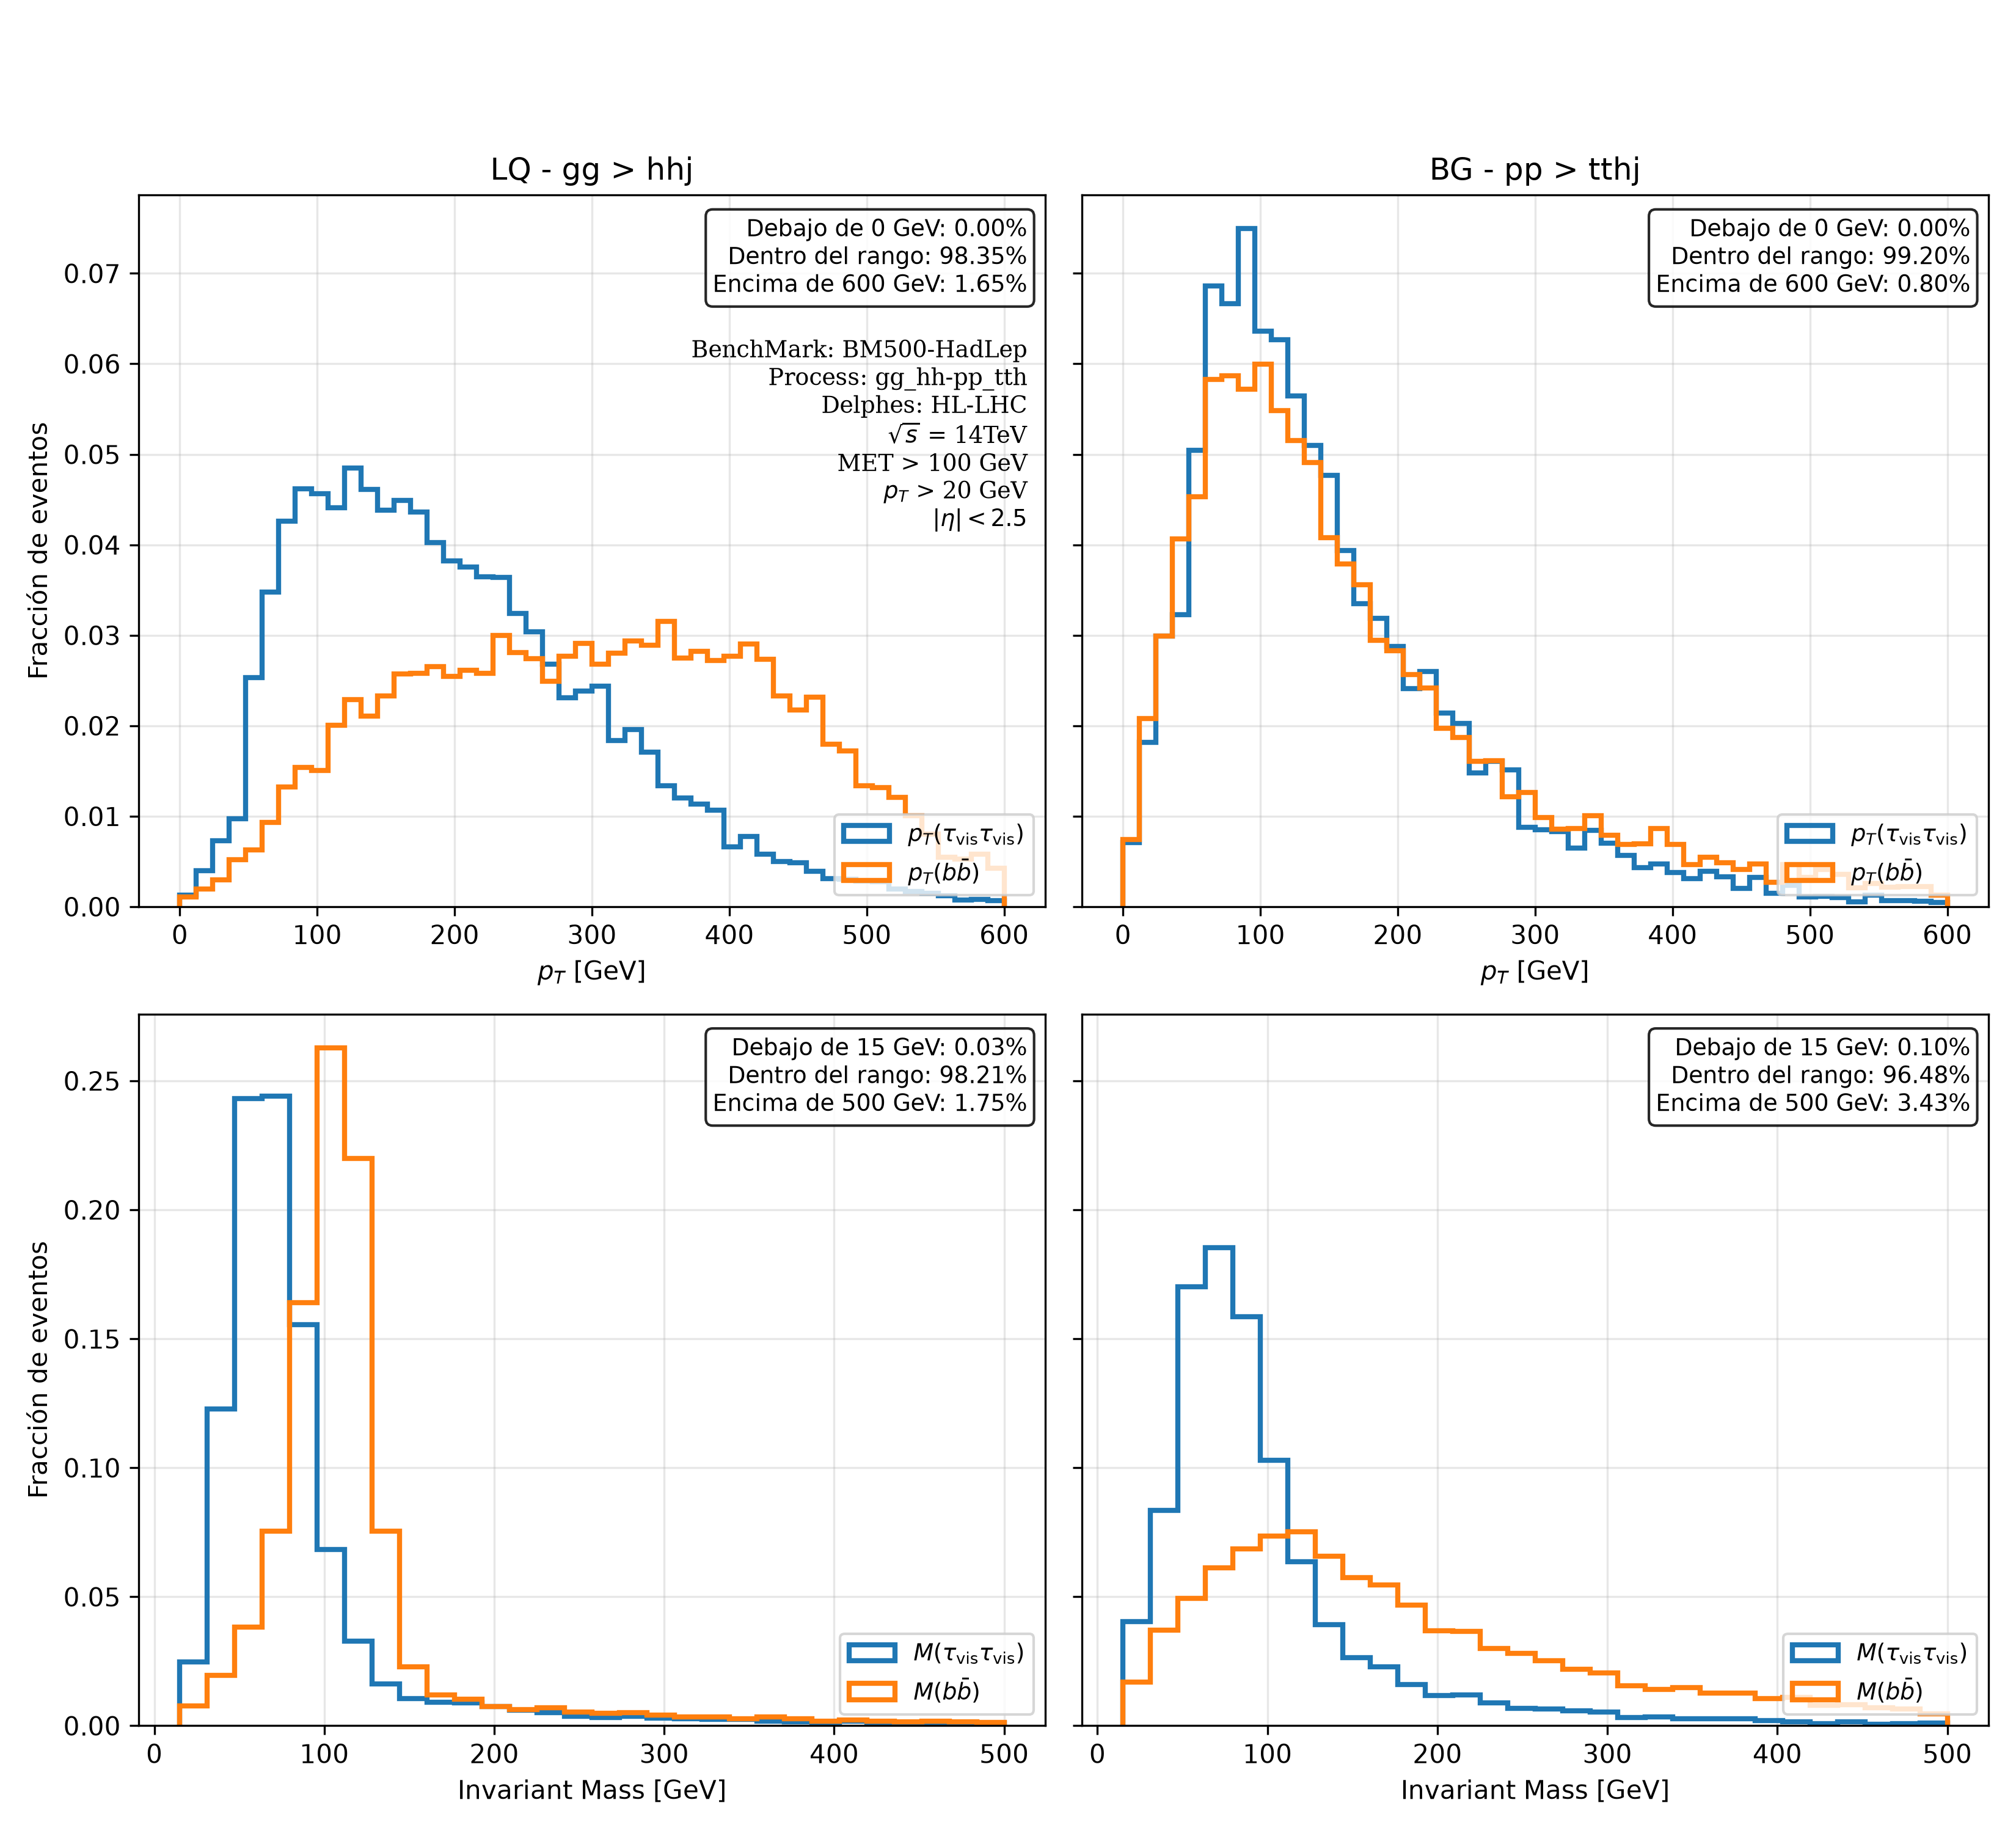 LQ - gg > hhj
Debajo de 0 GeV: 0.00%
Dentro del rango: 98.35%
Encima de 600 GeV: 1.65%
BenchMark: BM500-HadLep
Process: gg_hh-pp_tth
Delphes: HL-LHC
√s = 14TeV
MET > 100 GeV
p_T > 20 GeV
|η| < 2.5
Fracción de eventos
0.07
0.06
0.05
0.04
0.03
0.02
0.01
0.00
p_T(τ_vis τ_vis)
p_T(bb̄)
0 100 200 300 400 500 600
p_T [GeV]
BG - pp > tthj
Debajo de 0 GeV: 0.00%
Dentro del rango: 99.20%
Encima de 600 GeV: 0.80%
p_T(τ_vis τ_vis)
p_T(bb̄)
0 100 200 300 400 500 600
p_T [GeV]
Debajo de 15 GeV: 0.03%
Dentro del rango: 98.21%
Encima de 500 GeV: 1.75%
Fracción de eventos
0.25
0.20
0.15
0.10
0.05
0.00
M(τ_vis τ_vis)
M(bb̄)
0 100 200 300 400 500
Invariant Mass [GeV]
Debajo de 15 GeV: 0.10%
Dentro del rango: 96.48%
Encima de 500 GeV: 3.43%
M(τ_vis τ_vis)
M(bb̄)
0 100 200 300 400 500
Invariant Mass [GeV]